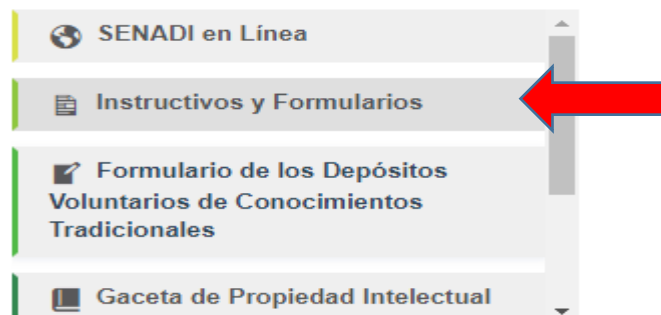 SENADI en Línea
Instructivos y Formularios
Formulario de los Depósitos
Voluntarios de Conocimientos
Tradicionales
Gaceta de Propiedad Intelectual